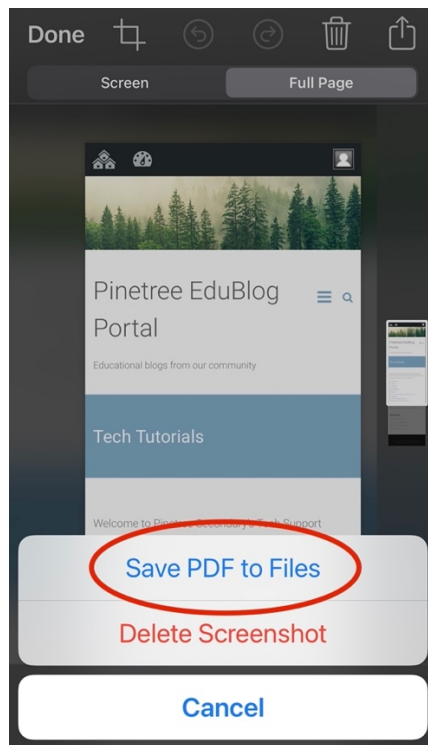 Done
Screen Full Page
Pinetree EduBlog
Portal
Educational blogs from our community
Tech Tutorials
Welcome to Pinetree Secondary's Tech Support
Save PDF to Files
Delete Screenshot
Cancel